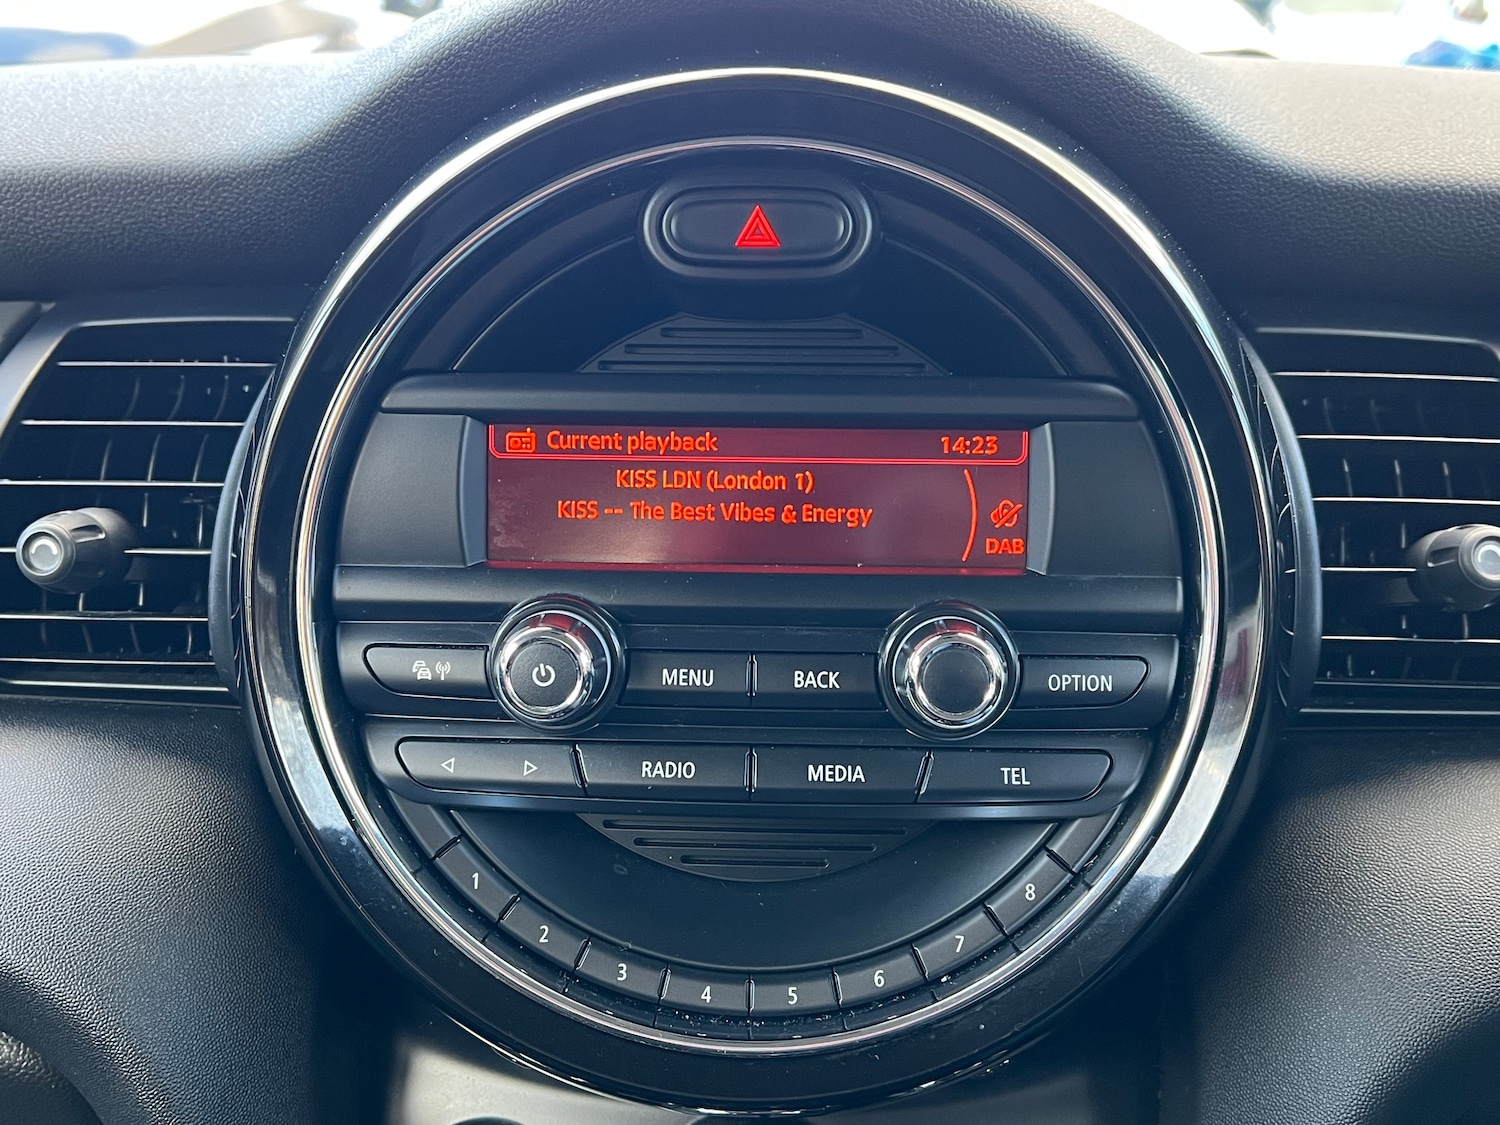 Current playback 14:23
KISS LDN (London 1)
KISS -- The Best Vibes & Energy
DAB
MENU BACK OPTION
RADIO MEDIA TEL
1 2 3 4 5 6 7 8